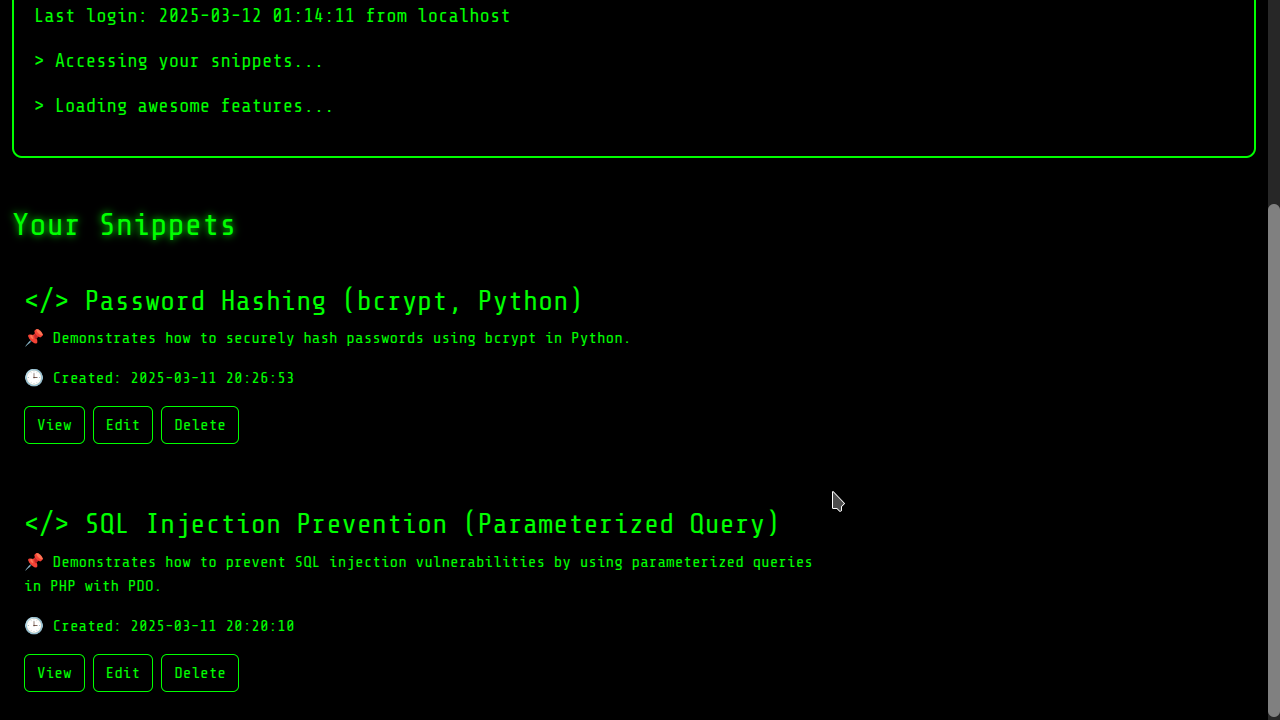 Last login: 2025-03-12 01:14:11 from localhost
> Accessing your snippets...
> Loading awesome features...
Your Snippets
</> Password Hashing (bcrypt, Python)
📌 Demonstrates how to securely hash passwords using bcrypt in Python.
🕒 Created: 2025-03-11 20:26:53
View Edit Delete
</> SQL Injection Prevention (Parameterized Query)
📌 Demonstrates how to prevent SQL injection vulnerabilities by using parameterized queries
in PHP with PDO.
🕒 Created: 2025-03-11 20:20:10
View Edit Delete